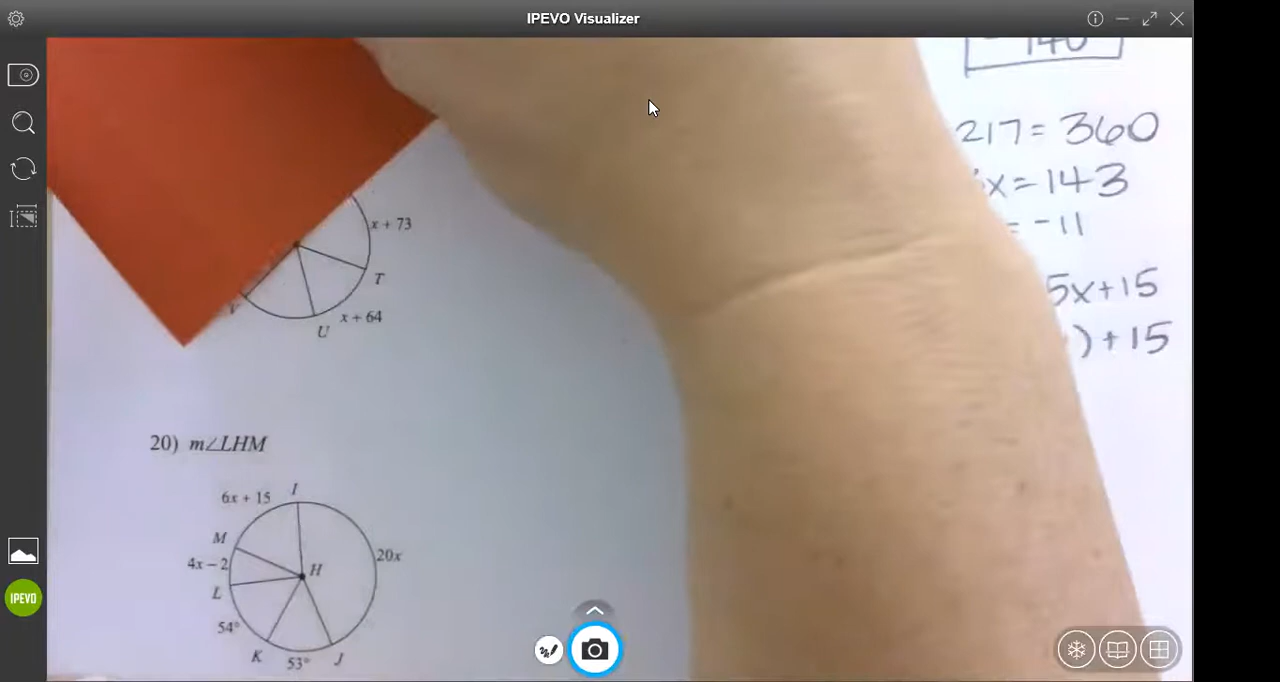 IPEVO Visualizer
140
217 = 360
x = 143
= -11
5x+15
) + 15
x + 73
T
x + 64
U
20) m∠LHM
6x + 15
I
M
4x − 2
H
20x
L
54°
K
53°
J
IPEVO